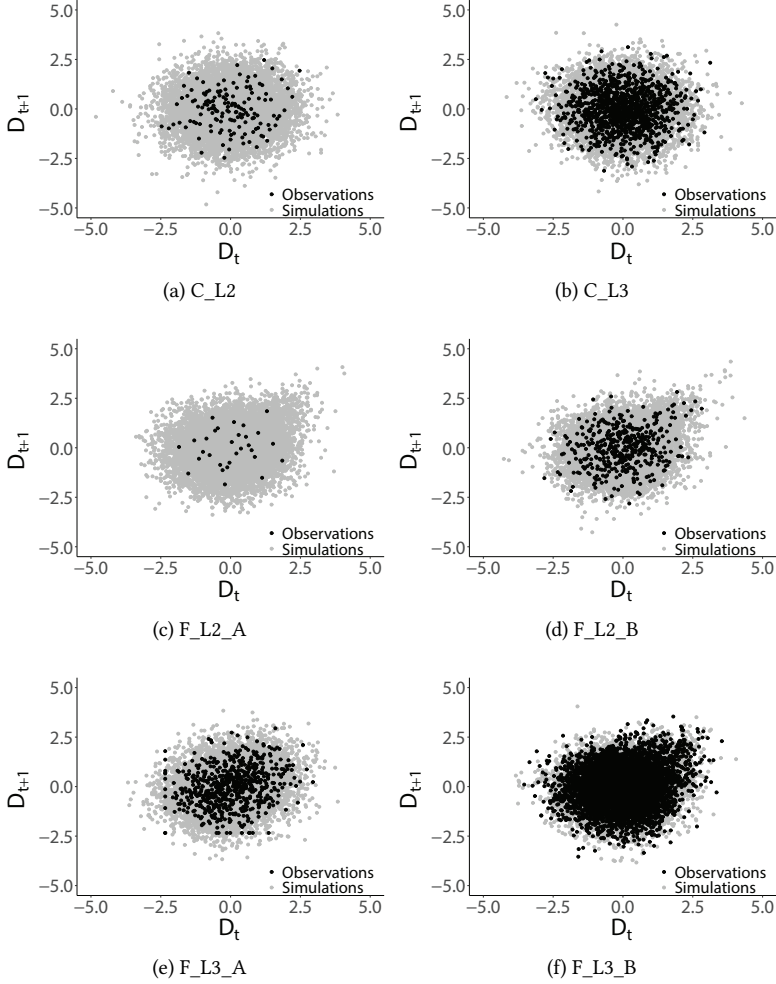 5.0
2.5
0.0
−2.5
−5.0
D_{t+1}
−5.0 −2.5 0.0 2.5 5.0
D_t
Observations
Simulations
(a) C_L2
5.0
2.5
0.0
−2.5
−5.0
D_{t+1}
−5.0 −2.5 0.0 2.5 5.0
D_t
Observations
Simulations
(b) C_L3
5.0
2.5
0.0
−2.5
−5.0
D_{t+1}
−5.0 −2.5 0.0 2.5 5.0
D_t
Observations
Simulations
(c) F_L2_A
5.0
2.5
0.0
−2.5
−5.0
D_{t+1}
−5.0 −2.5 0.0 2.5 5.0
D_t
Observations
Simulations
(d) F_L2_B
5.0
2.5
0.0
−2.5
−5.0
D_{t+1}
−5.0 −2.5 0.0 2.5 5.0
D_t
Observations
Simulations
(e) F_L3_A
5.0
2.5
0.0
−2.5
−5.0
D_{t+1}
−5.0 −2.5 0.0 2.5 5.0
D_t
Observations
Simulations
(f) F_L3_B